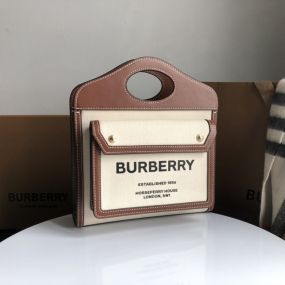 BURBERRY
ESTABLISHED 1856
HORSEFERRY HOUSE
LONDON, SW1
BURBERRY